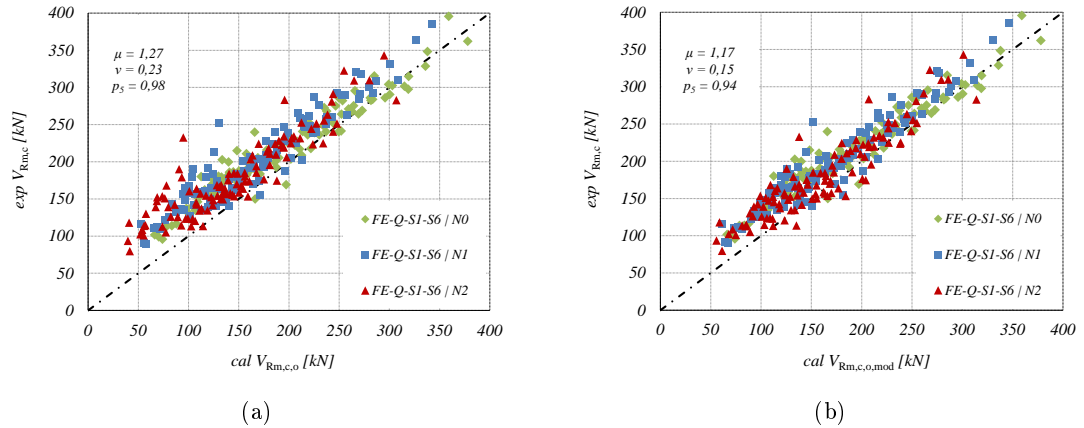 400
350
300
250
200
150
100
50
0
exp V_Rm,c [kN]
μ = 1,27
v = 0,23
p5 = 0,98
FE-Q-S1-S6 | N0
FE-Q-S1-S6 | N1
FE-Q-S1-S6 | N2
0 50 100 150 200 250 300 350 400
cal V_Rm,c,o [kN]
(a)
400
350
300
250
200
150
100
50
0
exp V_Rm,c [kN]
μ = 1,17
v = 0,15
p5 = 0,94
FE-Q-S1-S6 | N0
FE-Q-S1-S6 | N1
FE-Q-S1-S6 | N2
0 50 100 150 200 250 300 350 400
cal V_Rm,c,o,mod [kN]
(b)